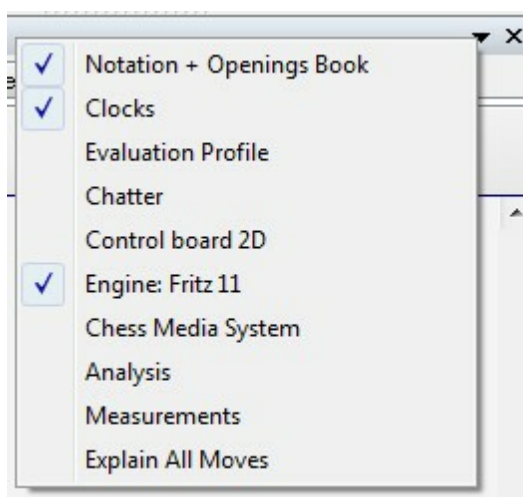 Notation + Openings Book
Clocks
Evaluation Profile
Chatter
Control board 2D
Engine: Fritz 11
Chess Media System
Analysis
Measurements
Explain All Moves